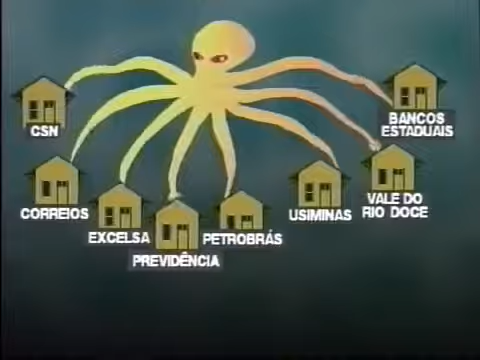 CSN
CORREIOS
EXCELSA
PREVIDÊNCIA
PETROBRÁS
USIMINAS
VALE DO
RIO DOCE
BANCOS
ESTADUAIS